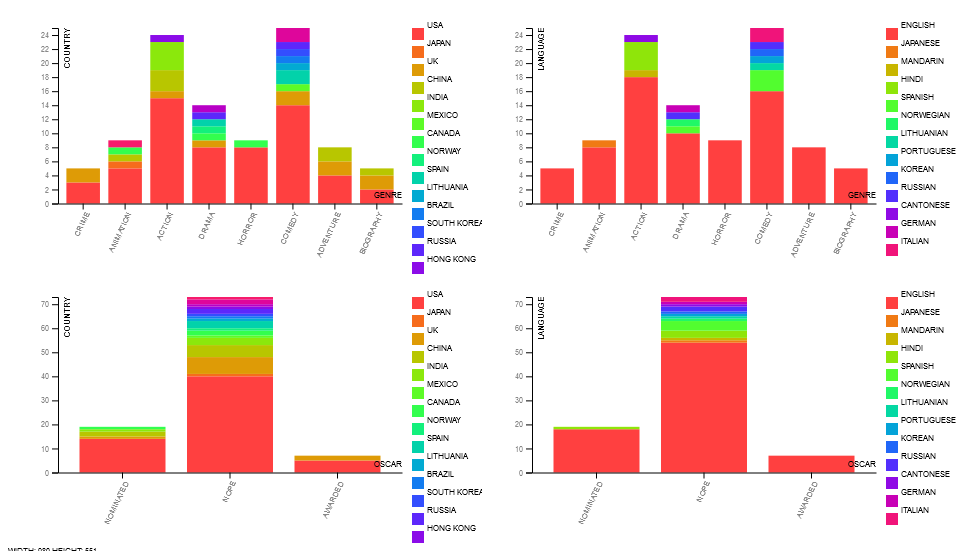 COUNTRY
24
22
20
18
16
14
12
10
8
6
4
2
0
CRIME
ANIMATION
ACTION
DRAMA
HORROR
COMEDY
ADVENTURE
BIOGRAPHY
GENRE
USA
JAPAN
UK
CHINA
INDIA
MEXICO
CANADA
NORWAY
SPAIN
LITHUANIA
BRAZIL
SOUTH KOREA
RUSSIA
HONG KONG
LANGUAGE
24
22
20
18
16
14
12
10
8
6
4
2
0
CRIME
ANIMATION
ACTION
DRAMA
HORROR
COMEDY
ADVENTURE
BIOGRAPHY
GENRE
ENGLISH
JAPANESE
MANDARIN
HINDI
SPANISH
NORWEGIAN
LITHUANIAN
PORTUGUESE
KOREAN
RUSSIAN
CANTONESE
GERMAN
ITALIAN
COUNTRY
70
60
50
40
30
20
10
0
NOMINATED
NOPE
AWARDED
OSCAR
USA
JAPAN
UK
CHINA
INDIA
MEXICO
CANADA
NORWAY
SPAIN
LITHUANIA
BRAZIL
SOUTH KOREA
RUSSIA
HONG KONG
LANGUAGE
70
60
50
40
30
20
10
0
NOMINATED
NOPE
AWARDED
OSCAR
ENGLISH
JAPANESE
MANDARIN
HINDI
SPANISH
NORWEGIAN
LITHUANIAN
PORTUGUESE
KOREAN
RUSSIAN
CANTONESE
GERMAN
ITALIAN
WIDTH: HEIGHT: